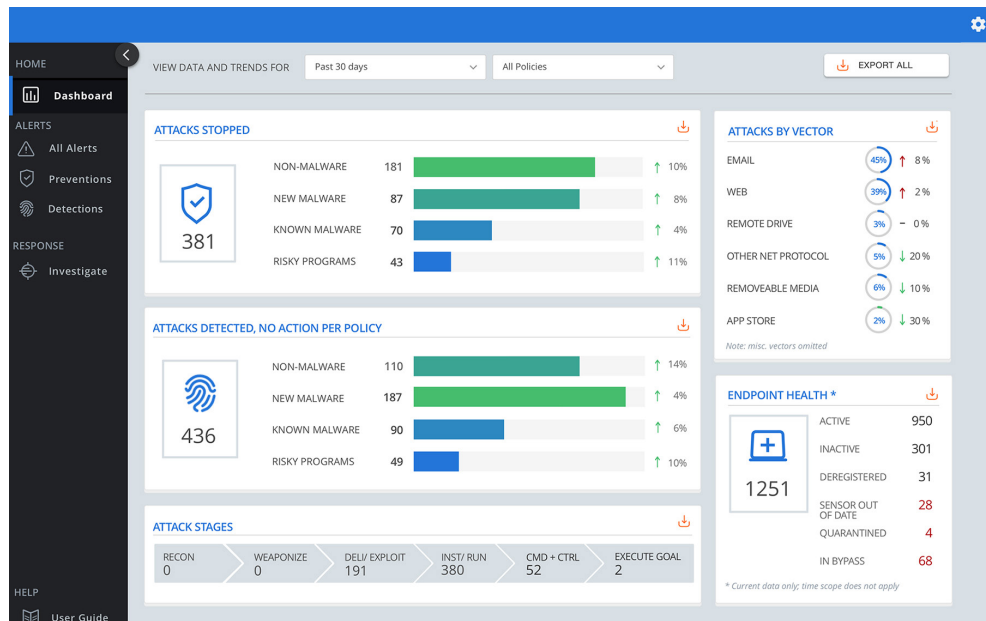 HOME
Dashboard
ALERTS
All Alerts
Preventions
Detections
RESPONSE
Investigate
HELP
User Guide
VIEW DATA AND TRENDS FOR
Past 30 days
All Policies
EXPORT ALL
ATTACKS STOPPED
381
NON-MALWARE 181 10%
NEW MALWARE 87 8%
KNOWN MALWARE 70 4%
RISKY PROGRAMS 43 11%
ATTACKS DETECTED, NO ACTION PER POLICY
436
NON-MALWARE 110 14%
NEW MALWARE 187 4%
KNOWN MALWARE 90 6%
RISKY PROGRAMS 49 10%
ATTACK STAGES
RECON
0
WEAPONIZE
0
DELI/ EXPLOIT
191
INST/ RUN
380
CMD + CTRL
52
EXECUTE GOAL
2
ATTACKS BY VECTOR
EMAIL 45% 8%
WEB 39% 2%
REMOTE DRIVE 3% – 0%
OTHER NET PROTOCOL 5% 20%
REMOVEABLE MEDIA 6% 10%
APP STORE 2% 30%
Note: misc. vectors omitted
ENDPOINT HEALTH *
1251
ACTIVE 950
INACTIVE 301
DEREGISTERED 31
SENSOR OUT
OF DATE 28
QUARANTINED 4
IN BYPASS 68
* Current data only; time scope does not apply